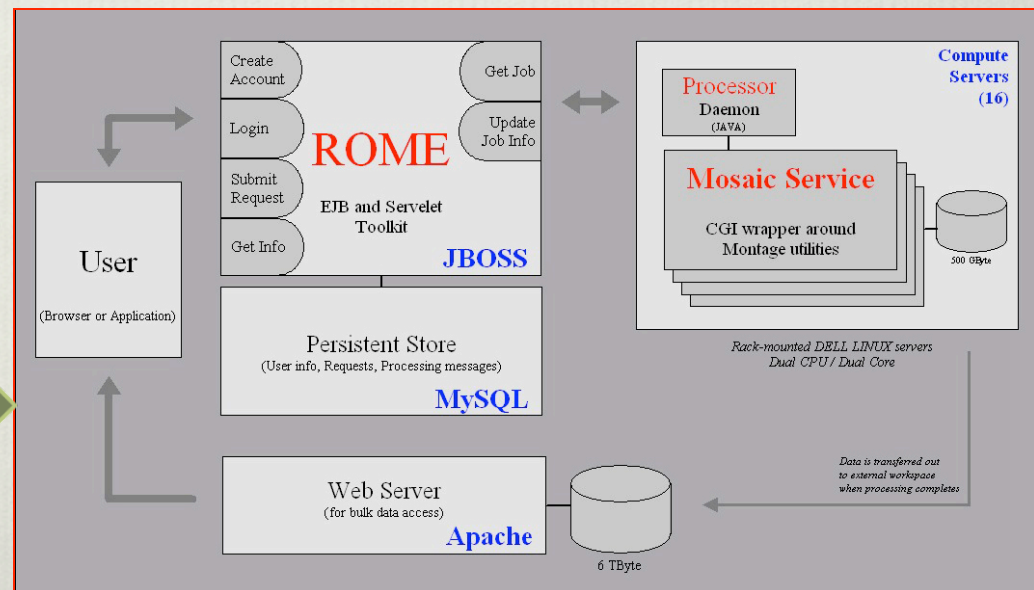 Create
Account
Login
Submit
Request
Get Info
Get Job
Update
Job Info
ROME
EJB and Servelet
Toolkit
JBOSS
Compute
Servers
(16)
Processor
Daemon
(JAVA)
Mosaic Service
CGI wrapper around
Montage utilities
500 GByte
User
(Browser or Application)
Persistent Store
(User info, Requests, Processing messages)
MySQL
Rack-mounted DELL LINUX servers
Dual CPU / Dual Core
Data is transferred out
to external workspace
when processing completes
Web Server
(for bulk data access)
Apache
6 TByte